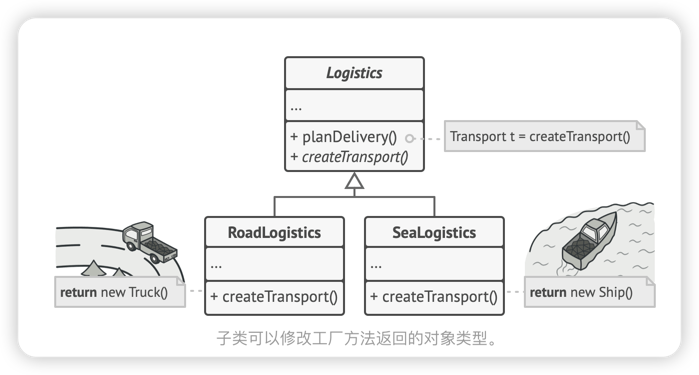 Logistics
...
+ planDelivery()
+ createTransport()
Transport t = createTransport()
RoadLogistics
...
+ createTransport()
return new Truck()
SeaLogistics
...
+ createTransport()
return new Ship()
子类可以修改工厂方法返回的对象类型。